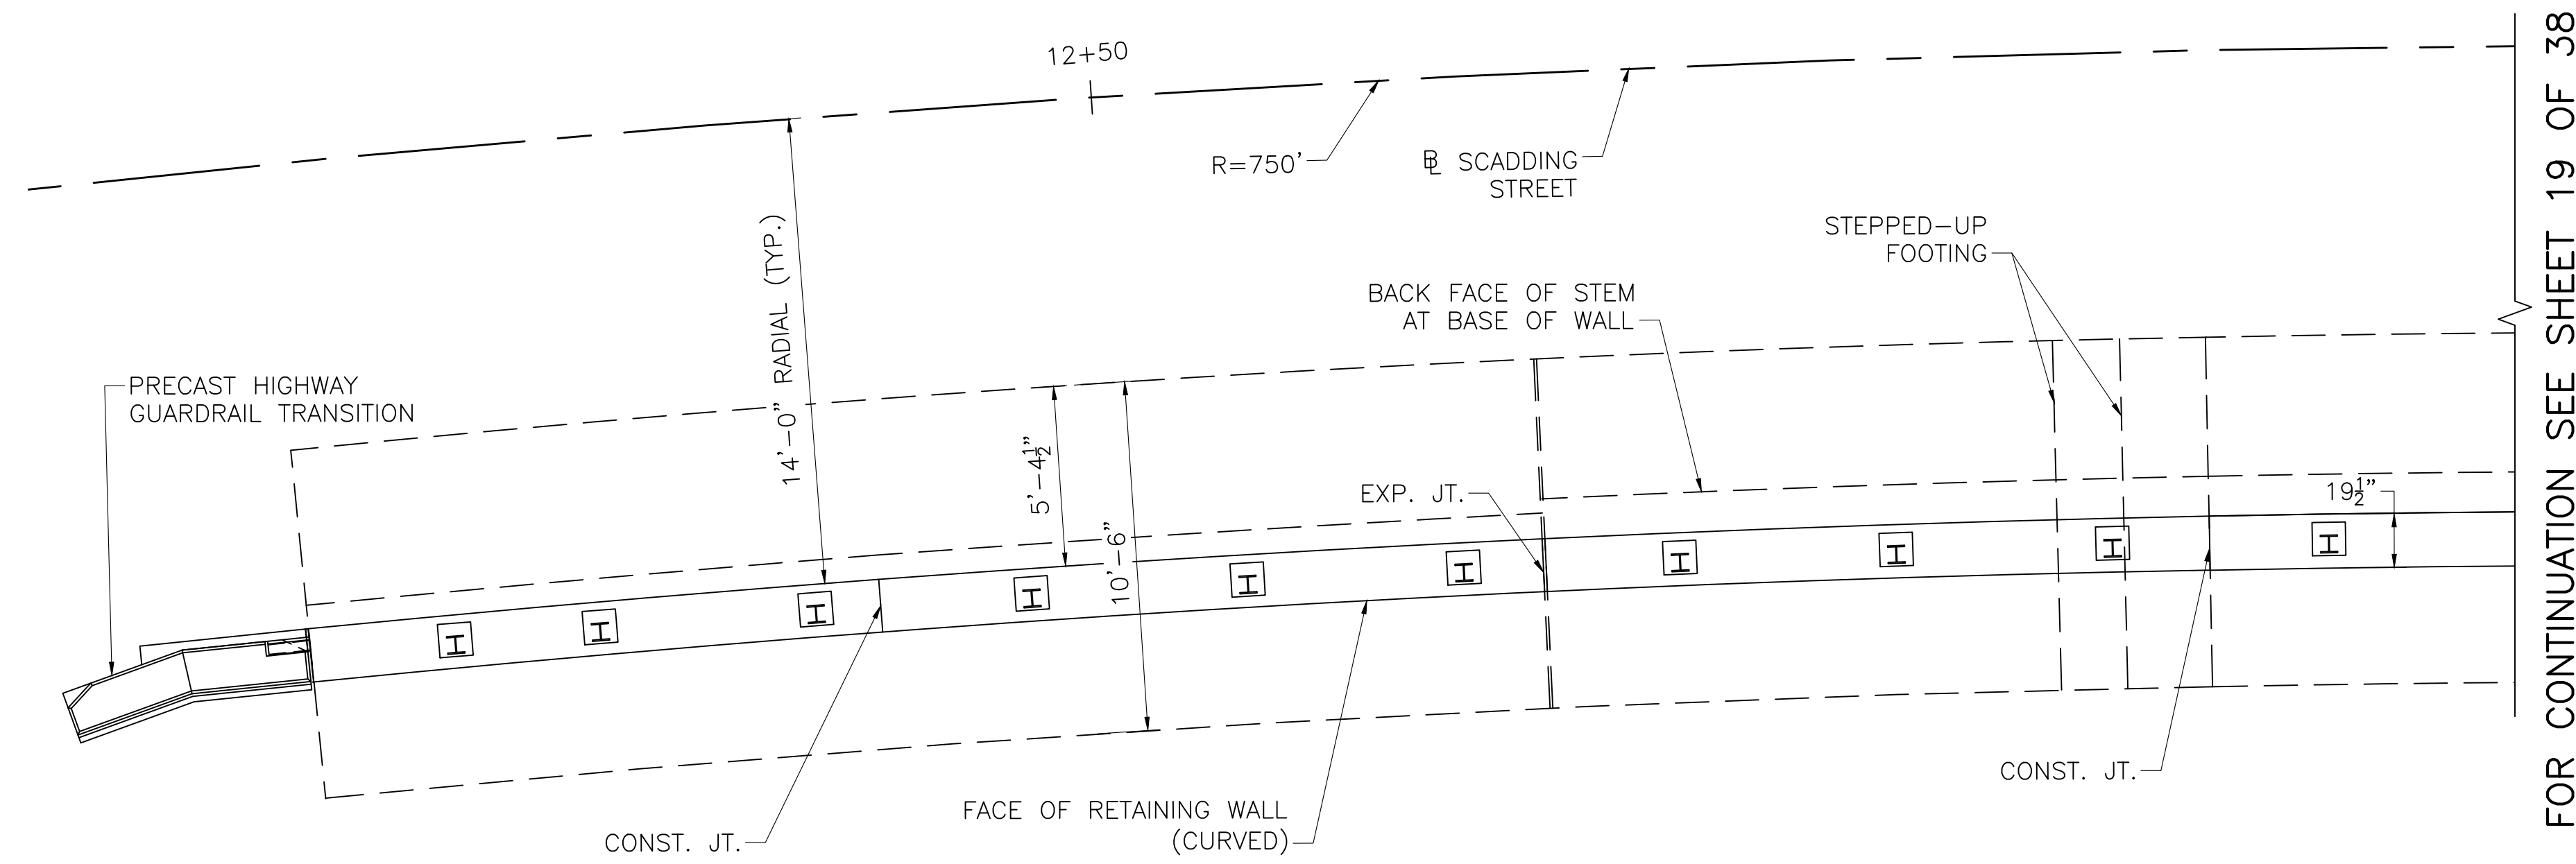 12+50
R=750'
℄ SCADDING
STREET
STEPPED-UP
FOOTING
14'-0" RADIAL (TYP.)
BACK FACE OF STEM
AT BASE OF WALL
PRECAST HIGHWAY
GUARDRAIL TRANSITION
5'-4½"
10'-6"
EXP. JT.
19½"
CONST. JT.
FACE OF RETAINING WALL
(CURVED)
CONST. JT.
FOR CONTINUATION SEE SHEET 19 OF 38